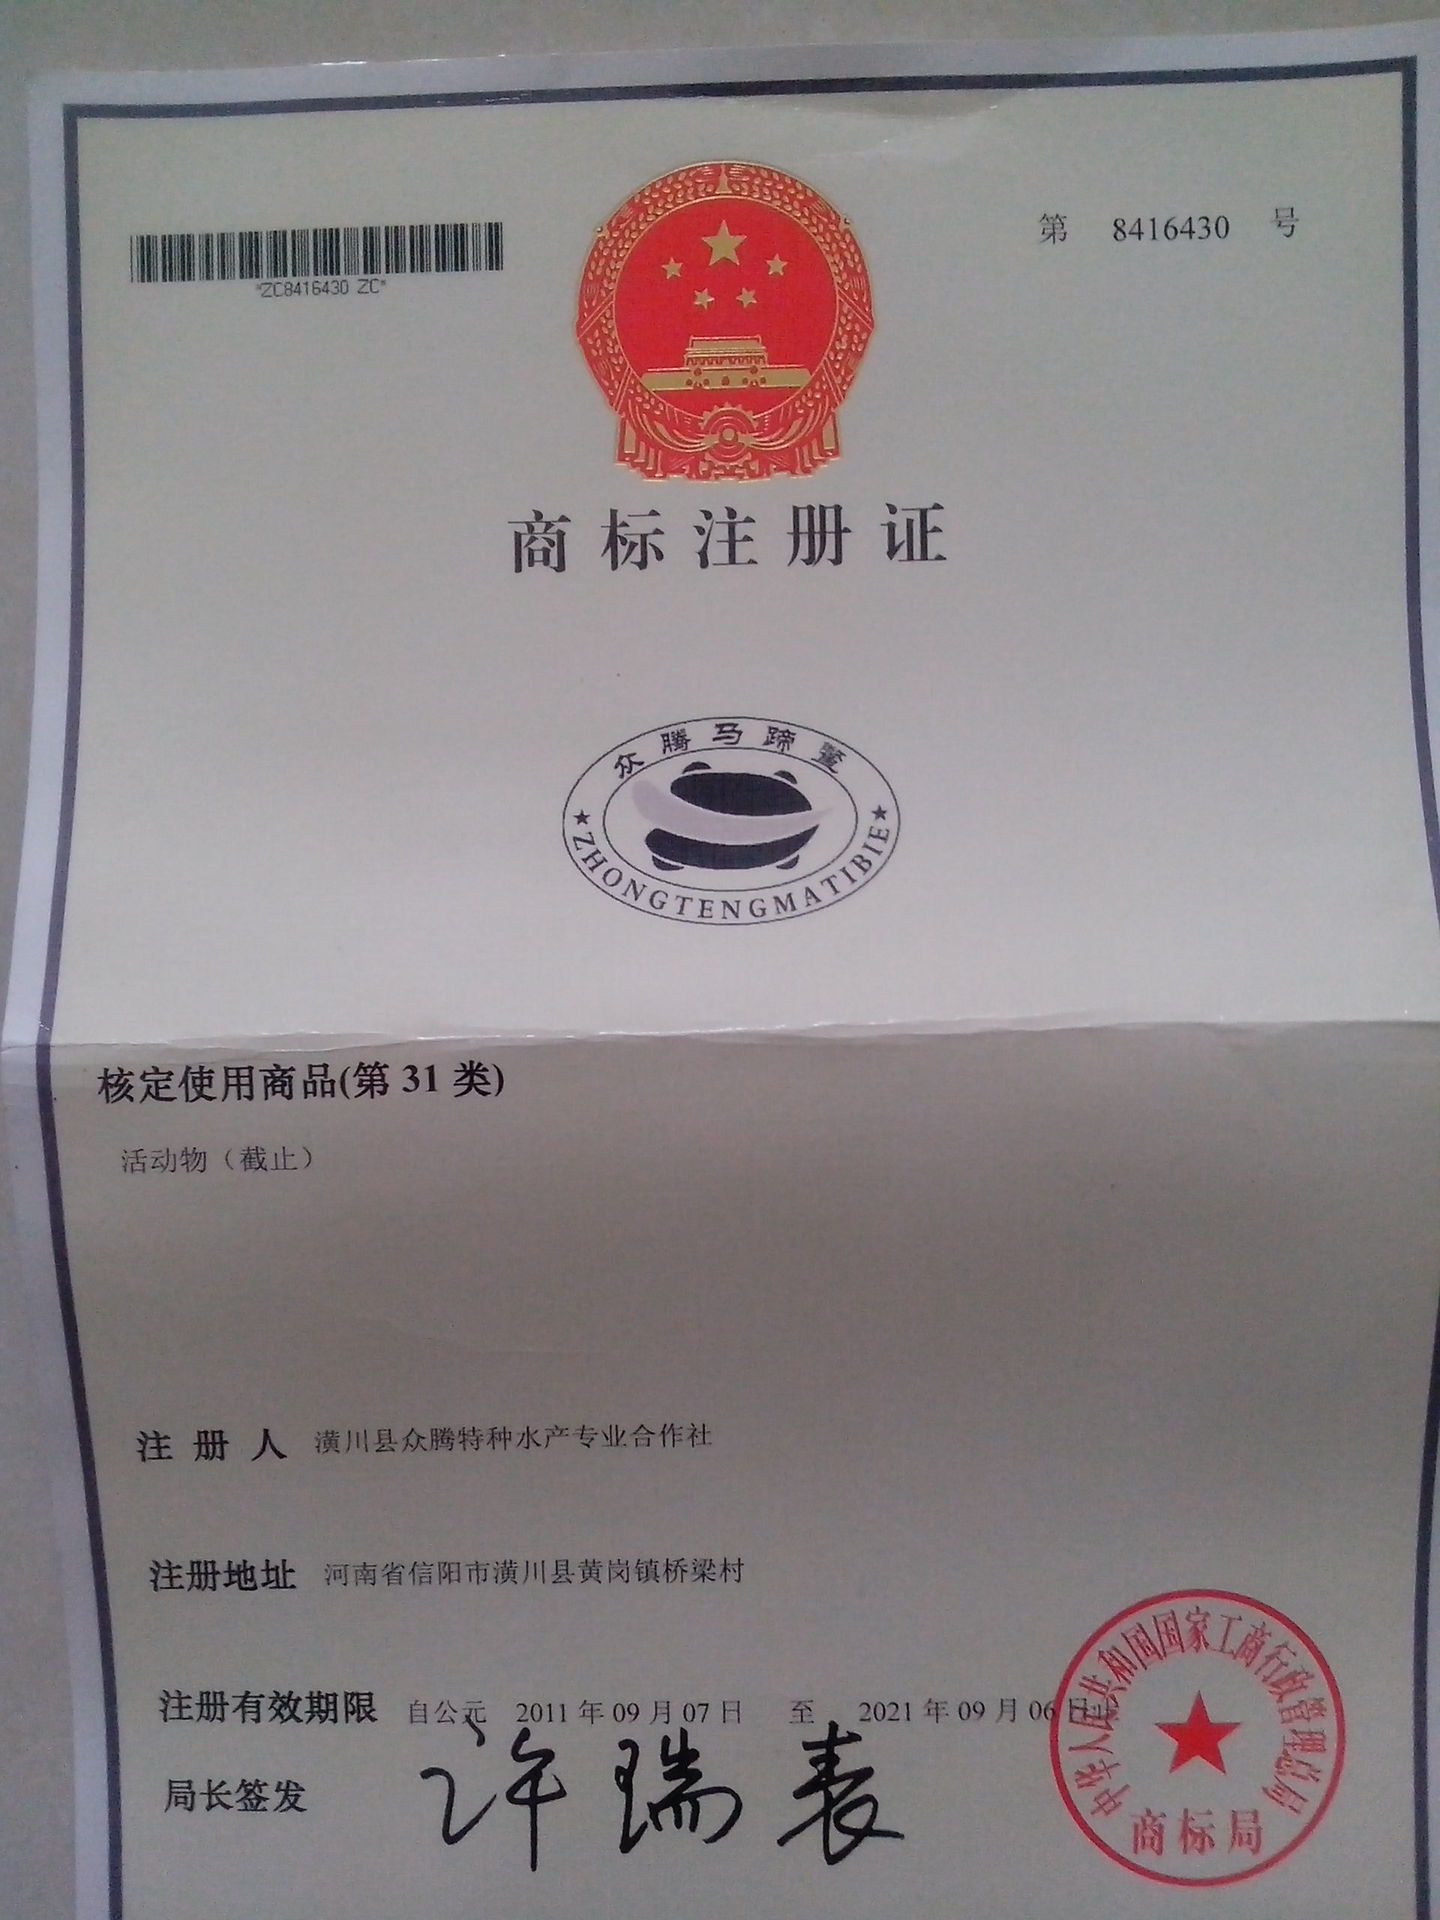 第 8416430 号
*ZC8416430 ZC*
商标注册证
众腾马蹄鳖
★ZHONGTENGMATIBIE★
核定使用商品(第 31 类)
活动物（截止）
注 册 人 潢川县众腾特种水产专业合作社
注册地址 河南省信阳市潢川县黄岗镇桥梁村
注册有效期限 自公元 2011 年 09 月 07 日 至 2021 年 09 月 06 日止
局长签发 许瑞表
中华人民共和国国家工商行政管理总局
商标局